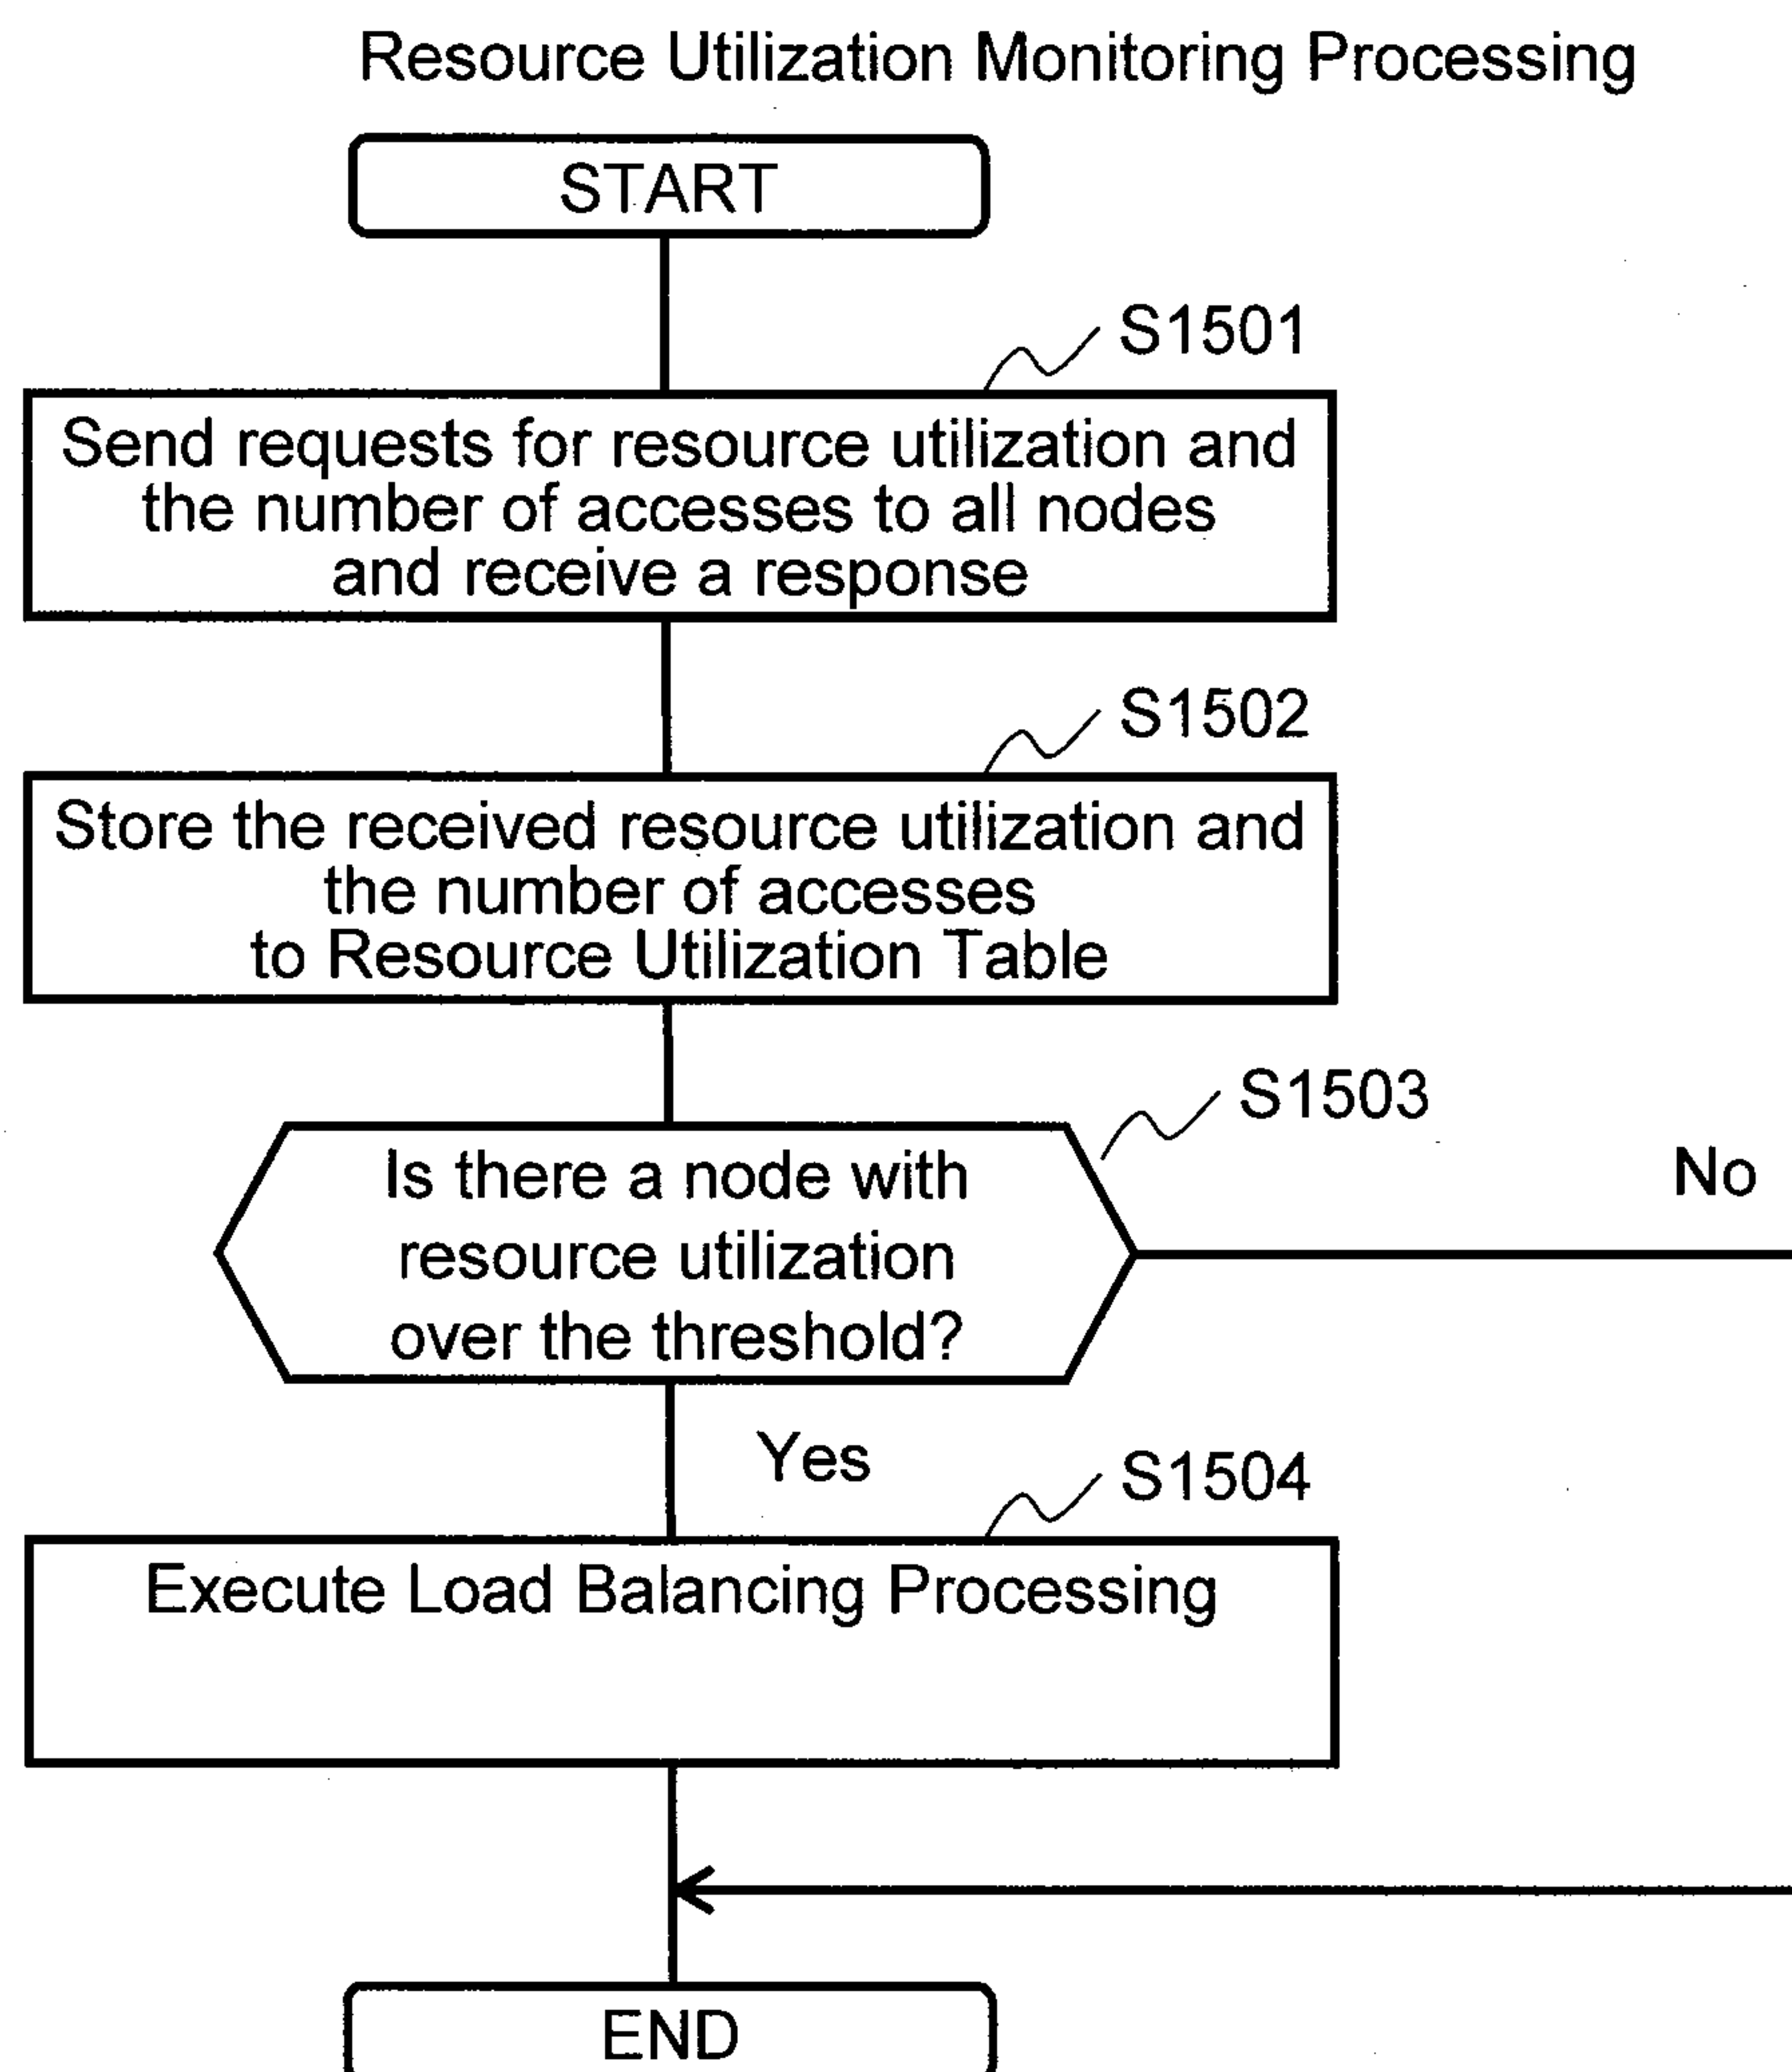 Resource Utilization Monitoring Processing
START
S1501
Send requests for resource utilization and
the number of accesses to all nodes
and receive a response
S1502
Store the received resource utilization and
the number of accesses
to Resource Utilization Table
S1503
Is there a node with
resource utilization
over the threshold?
No
Yes
S1504
Execute Load Balancing Processing
END